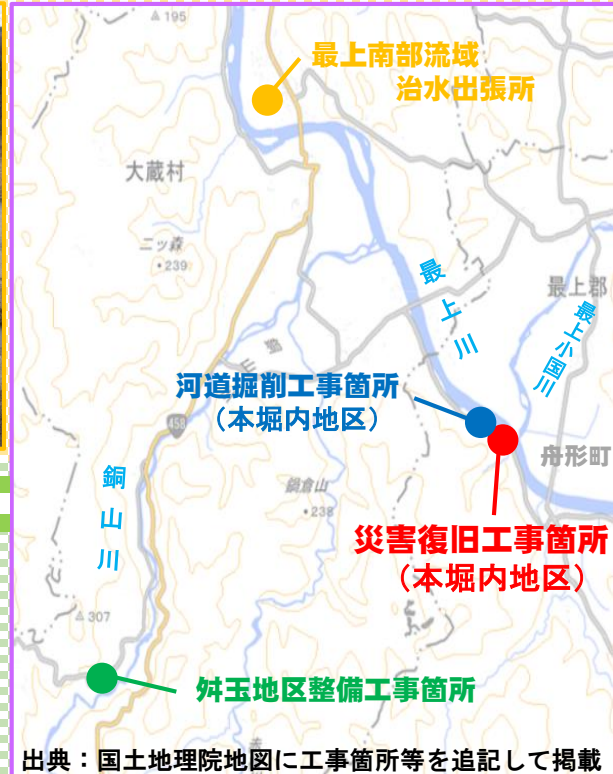 195
最上南部流域
治水出張所
大蔵村
二ツ森
・239
最上川
最上郡
最上小国川
河道掘削工事箇所
（本堀内地区）
458
舟形町
銅山川
鍋倉山
・238
災害復旧工事箇所
（本堀内地区）
307
舛玉地区整備工事箇所
出典：国土地理院地図に工事箇所等を追記して掲載